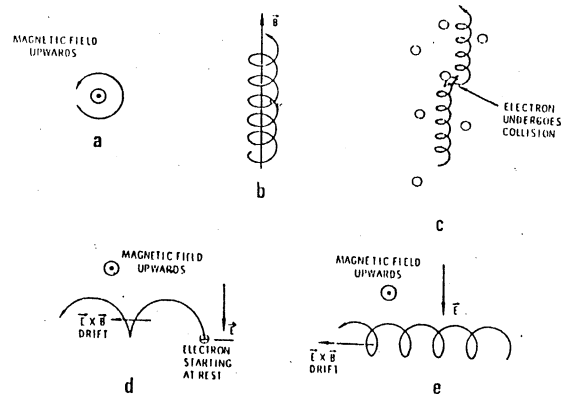 MAGNETIC FIELD
UPWARDS
a
B
b
ELECTRON
UNDERGOES
COLLISION
c
MAGNETIC FIELD
UPWARDS
E X B
DRIFT
E
ELECTRON
STARTING
AT REST
d
MAGNETIC FIELD
UPWARDS
E
E X B
DRIFT
e